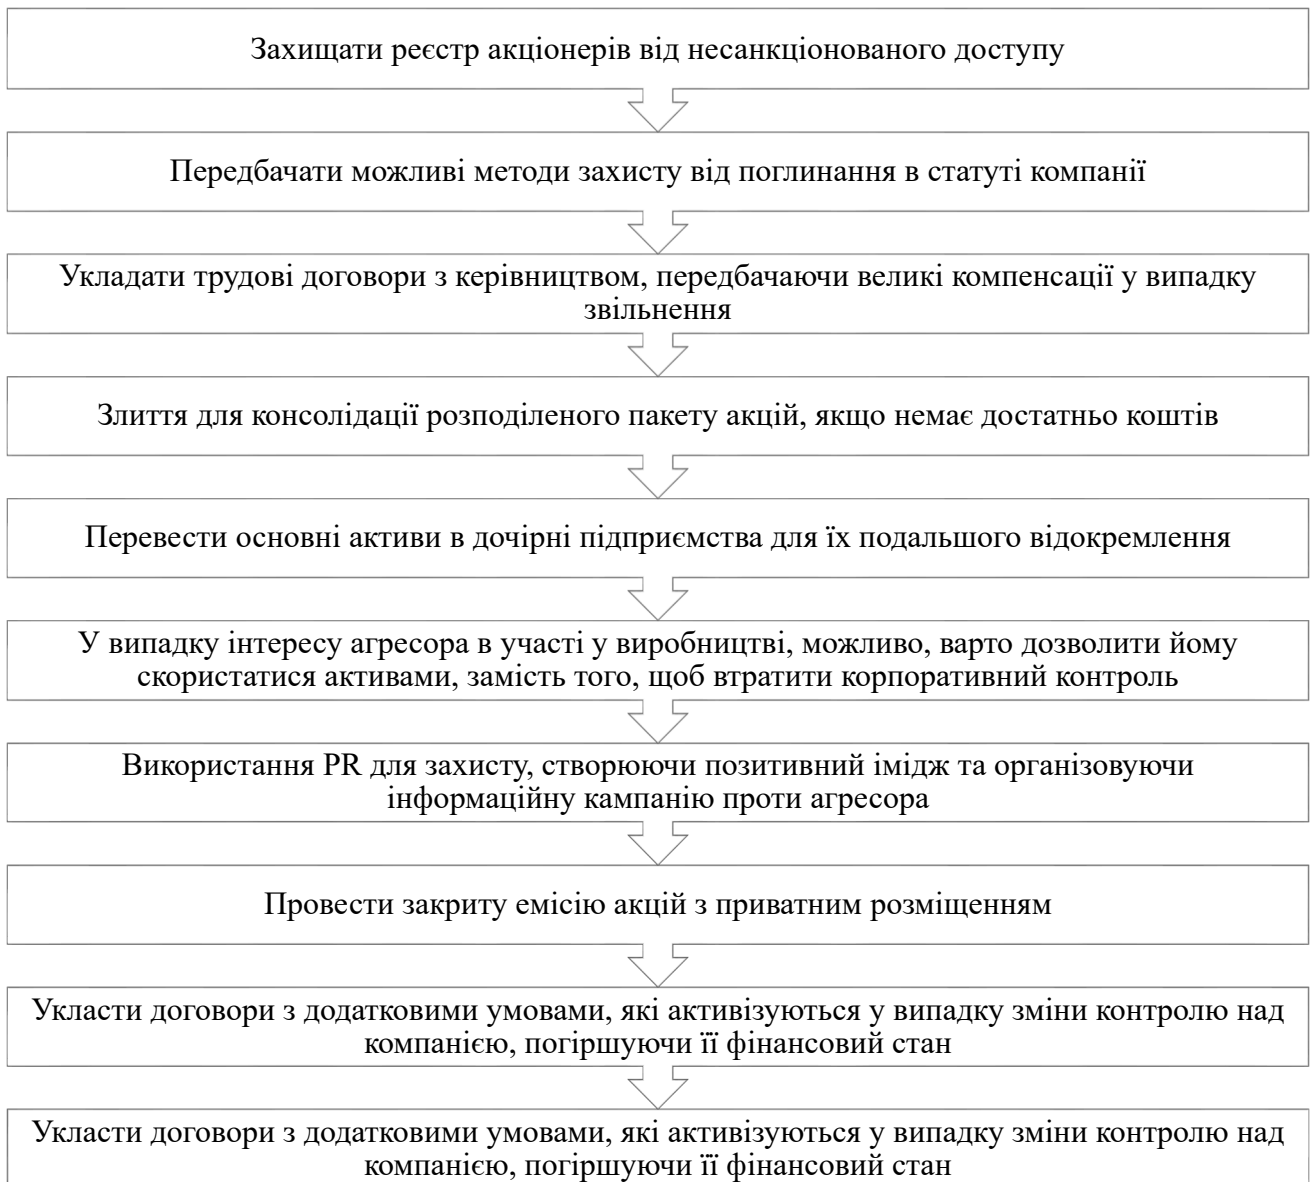 Захищати реєстр акціонерів від несанкціонованого доступу
Передбачати можливі методи захисту від поглинання в статуті компанії
Укладати трудові договори з керівництвом, передбачаючи великі компенсації у випадку
звільнення
Злиття для консолідації розподіленого пакету акцій, якщо немає достатньо коштів
Перевести основні активи в дочірні підприємства для їх подальшого відокремлення
У випадку інтересу агресора в участі у виробництві, можливо, варто дозволити йому
скористатися активами, замість того, щоб втратити корпоративний контроль
Використання PR для захисту, створюючи позитивний імідж та організовуючи
інформаційну кампанію проти агресора
Провести закриту емісію акцій з приватним розміщенням
Укласти договори з додатковими умовами, які активізуються у випадку зміни контролю над
компанією, погіршуючи її фінансовий стан
Укласти договори з додатковими умовами, які активізуються у випадку зміни контролю над
компанією, погіршуючи її фінансовий стан